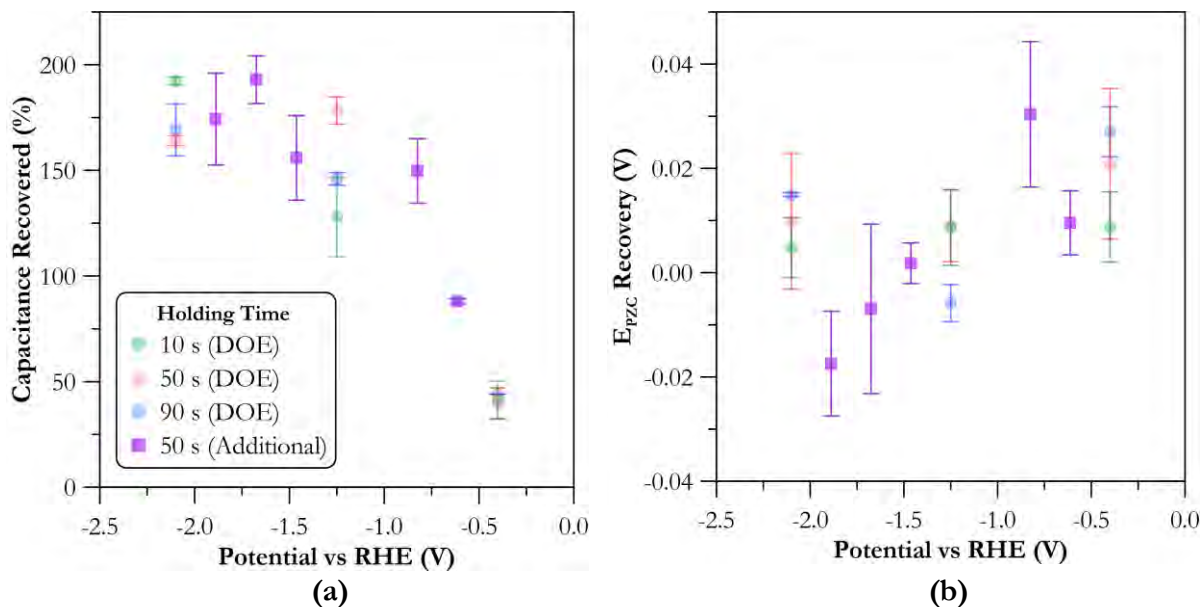 Capacitance Recovered (%)
200
150
100
50
0
Holding Time
10 s (DOE)
50 s (DOE)
90 s (DOE)
50 s (Additional)
-2.5 -2.0 -1.5 -1.0 -0.5 0.0
Potential vs RHE (V)
(a)
E_PZC Recovery (V)
0.04
0.02
0.00
-0.02
-0.04
-2.5 -2.0 -1.5 -1.0 -0.5 0.0
Potential vs RHE (V)
(b)